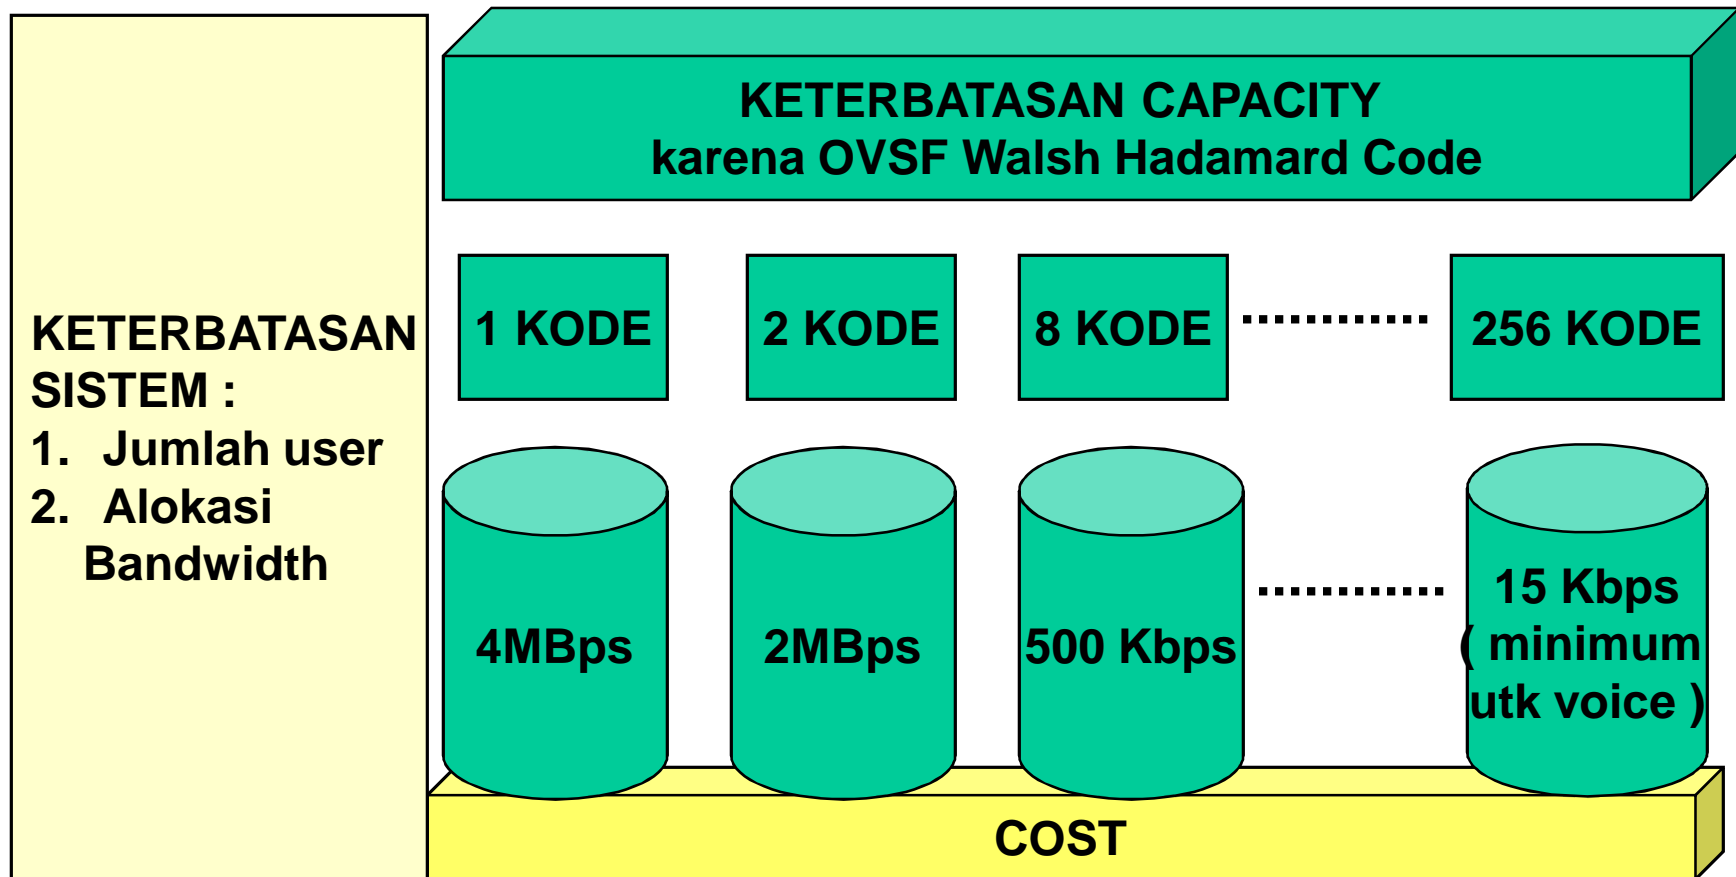 KETERBATASAN CAPACITY
karena OVSF Walsh Hadamard Code
KETERBATASAN
SISTEM :
1. Jumlah user
2. Alokasi
Bandwidth
1 KODE
2 KODE
8 KODE
256 KODE
4MBps
2MBps
500 Kbps
15 Kbps
( minimum
utk voice )
COST